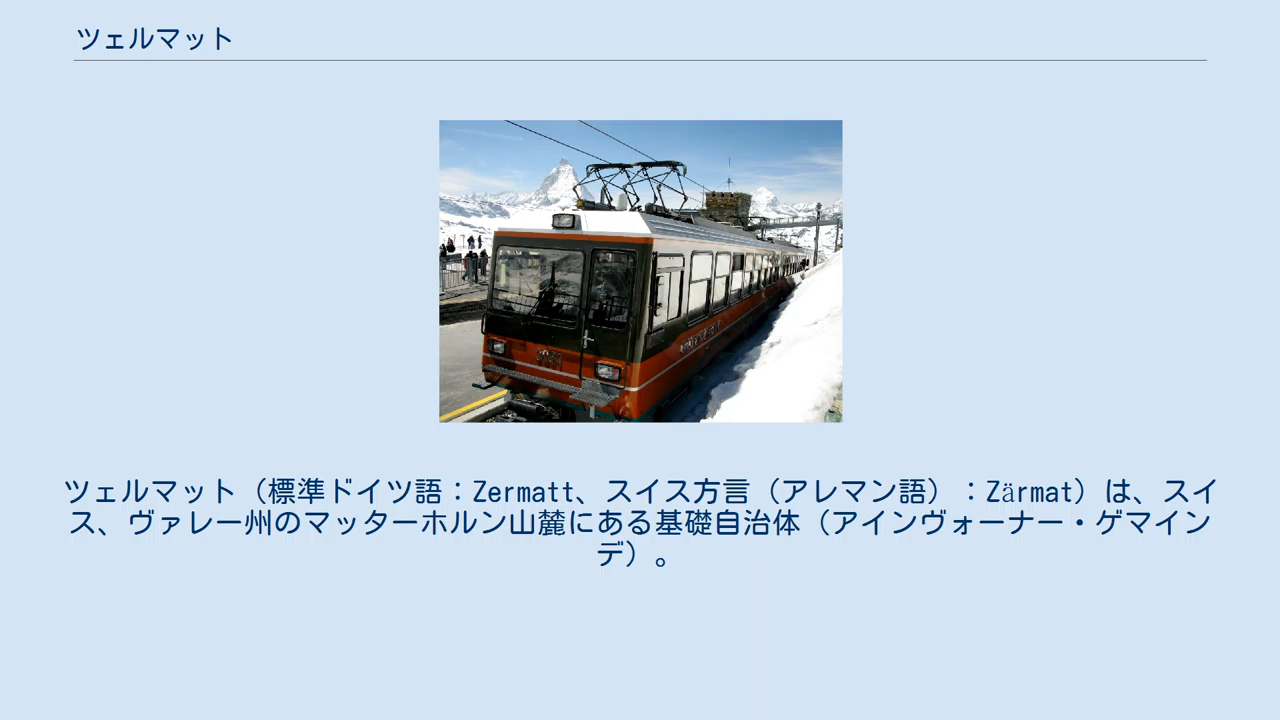 ツェルマット
ツェルマット（標準ドイツ語：Zermatt、スイス方言（アレマン語）：Zärmat）は、スイ
ス、ヴァレー州のマッターホルン山麓にある基礎自治体（アインヴォーナー・ゲマイン
デ）。